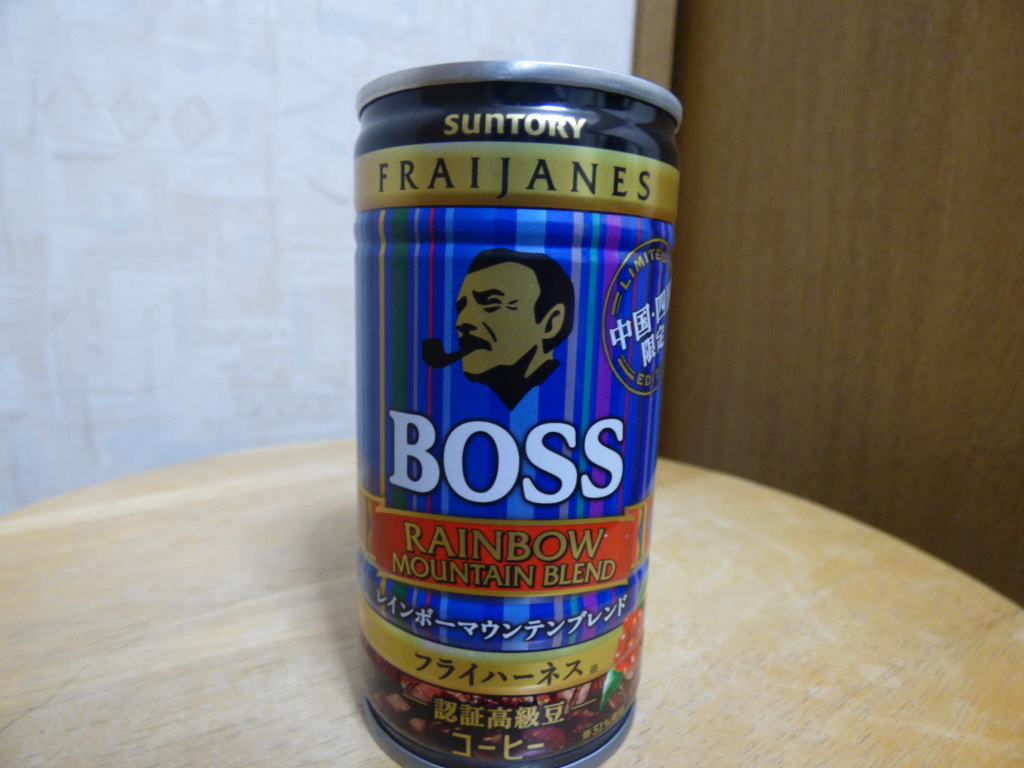 SUNTORY
FRAIJANES
LIMITED
中国・四国
限定
BOSS
RAINBOW
MOUNTAIN BLEND
レインボーマウンテンブレンド
フライハーネス※
認証高級豆
コーヒー